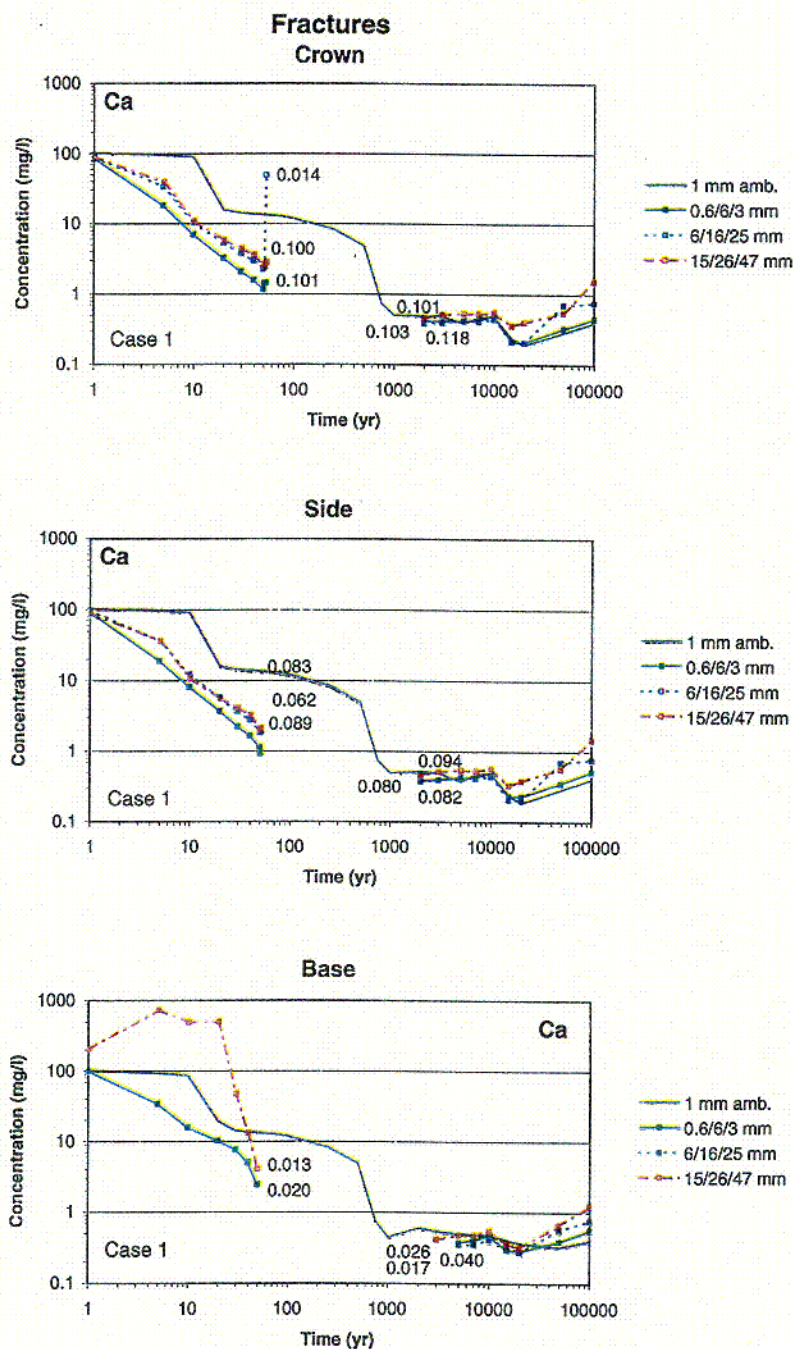 Fractures
Crown
Ca
Concentration (mg/l)
1000
100
10
1
0.1
0.014
0.100
0.101
0.101
0.103
0.118
Case 1
1 10 100 1000 10000 100000
Time (yr)
1 mm amb.
0.6/6/3 mm
6/16/25 mm
15/26/47 mm
Side
Ca
Concentration (mg/l)
1000
100
10
1
0.1
0.083
0.062
0.089
0.094
0.080
0.082
Case 1
1 10 100 1000 10000 100000
Time (yr)
1 mm amb.
0.6/6/3 mm
6/16/25 mm
15/26/47 mm
Base
Ca
Concentration (mg/l)
1000
100
10
1
0.1
0.013
0.020
0.026
0.017
0.040
Case 1
1 10 100 1000 10000 100000
Time (yr)
1 mm amb.
0.6/6/3 mm
6/16/25 mm
15/26/47 mm